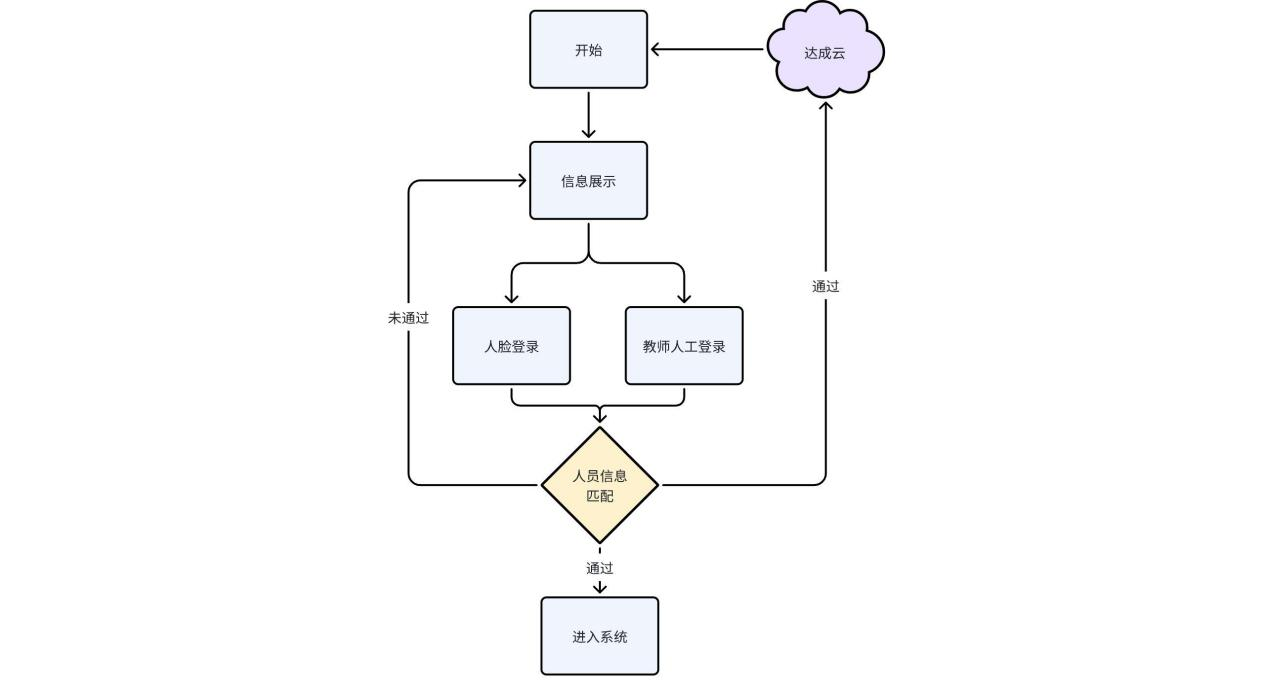 开始
达成云
信息展示
通过
未通过
人脸登录
教师人工登录
人员信息
匹配
通过
进入系统